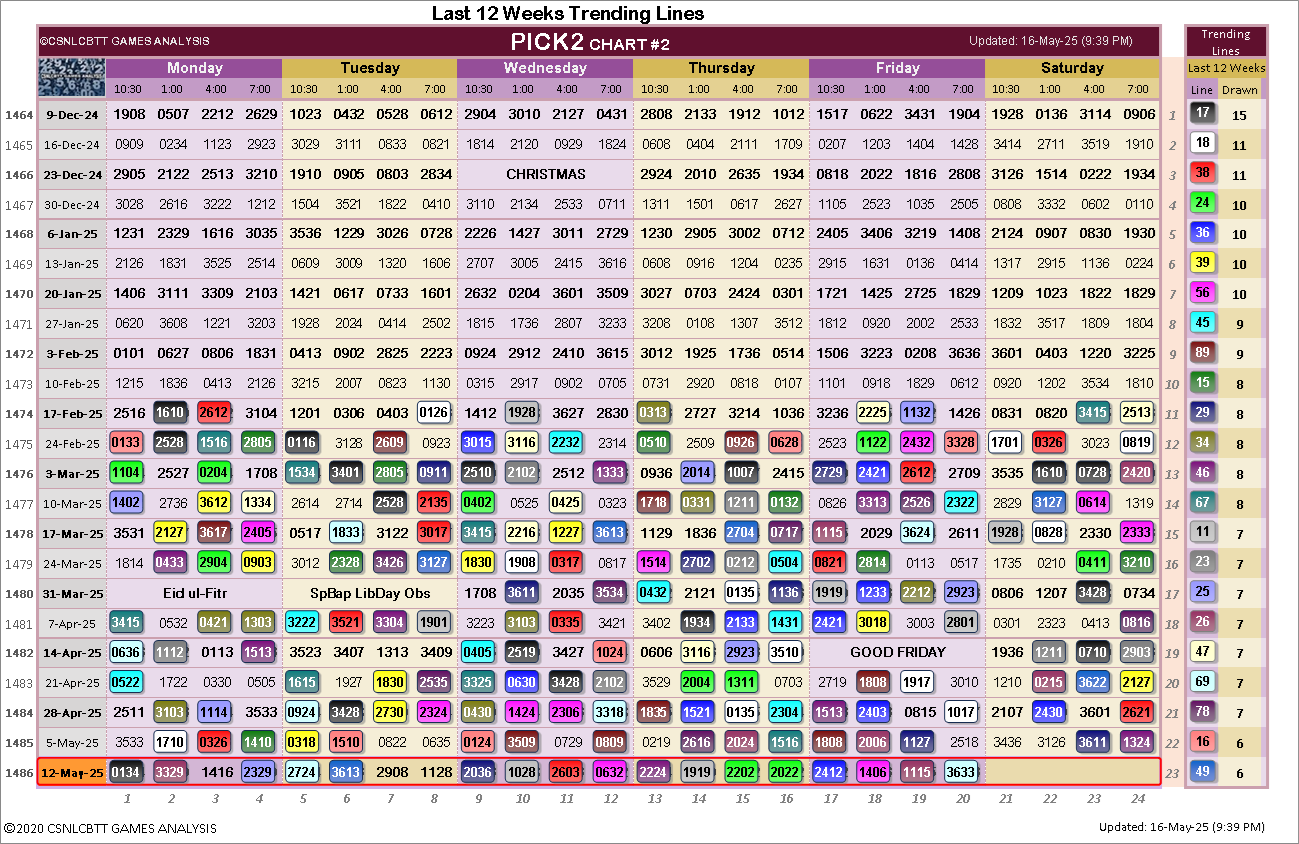 Last 12 Weeks Trending Lines
©CSNLCBTT GAMES ANALYSIS PICK2 CHART #2 Updated: 16-May-25 (9:39 PM) Trending Lines
Monday Tuesday Wednesday Thursday Friday Saturday Last 12 Weeks
10:30 1:00 4:00 7:00 10:30 1:00 4:00 7:00 10:30 1:00 4:00 7:00 10:30 1:00 4:00 7:00 10:30 1:00 4:00 7:00 10:30 1:00 4:00 7:00 Line Drawn
1464 9-Dec-24 1908 0507 2212 2629 1023 0432 0528 0612 2904 3010 2127 0431 2808 2133 1912 1012 1517 0622 3431 1904 1928 0136 3114 0906 1 17 15
1465 16-Dec-24 0909 0234 1123 2923 3029 3111 0833 0821 1814 2120 0929 1824 0608 0404 2111 1709 0207 1203 1404 1428 3414 2711 3519 1910 2 18 11
1466 23-Dec-24 2905 2122 2513 3210 1910 0905 0803 2834 CHRISTMAS 2924 2010 2635 1934 0818 2022 1816 2808 3126 1514 0222 1934 3 38 11
1467 30-Dec-24 3028 2616 3222 1212 1504 3521 1822 0410 3110 2134 2533 0711 1311 1501 0617 2627 1105 2523 1035 2505 0808 3332 0602 0110 4 24 10
1468 6-Jan-25 1231 2329 1616 3035 3536 1229 3026 0728 2226 1427 3011 2729 1230 2905 3002 0712 2405 3406 3219 1408 2124 0907 0830 1930 5 36 10
1469 13-Jan-25 2126 1831 3525 2514 0609 3009 1320 1606 2707 3005 2415 3616 0608 0916 1204 0235 2915 1631 0136 0414 1317 2915 1136 0224 6 39 10
1470 20-Jan-25 1406 3111 3309 2103 1421 0617 0733 1601 2632 0204 3601 3509 3027 0703 2424 0301 1721 1425 2725 1829 1209 1023 1822 1829 7 56 10
1471 27-Jan-25 0620 3608 1221 3203 1928 2024 0414 2502 1815 1736 2807 3233 3208 0108 1307 3512 1812 0920 2002 2533 1832 3517 1809 1804 8 45 9
1472 3-Feb-25 0101 0627 0806 1831 0413 0902 2825 2223 0924 2912 2410 3615 3012 1925 1736 0514 1506 3223 0208 3636 3601 0403 1220 3225 9 89 9
1473 10-Feb-25 1215 1836 0413 2126 3215 2007 0823 1130 0315 2917 0902 0705 0731 2920 0818 0107 1101 0918 1829 0612 0920 1202 3534 1810 10 15 8
1474 17-Feb-25 2516 1610 2612 3104 1201 0306 0403 0126 1412 1928 3627 2830 0313 2727 3214 1036 3236 2225 1132 1426 0831 0820 3415 2513 11 29 8
1475 24-Feb-25 0133 2528 1516 2805 0116 3128 2609 0923 3015 3116 2232 2314 0510 2509 0926 0628 2523 1122 2432 3328 1701 0326 3023 0819 12 34 8
1476 3-Mar-25 1104 2527 0204 1708 1534 3401 2805 0911 2510 2102 2512 1333 0936 2014 1007 2415 2729 2421 2612 2709 3535 1610 0728 2420 13 46 8
1477 10-Mar-25 1402 2736 3612 1334 2614 2714 2528 2135 0402 0525 0425 0323 1718 0331 1211 0132 0826 3313 2526 2322 2829 3127 0614 1319 14 67 8
1478 17-Mar-25 3531 2127 3617 2405 0517 1833 3122 3017 3415 2216 1227 3613 1129 1836 2704 0717 1115 2029 3624 2611 1928 0828 2330 2333 15 11 7
1479 24-Mar-25 1814 0433 2904 0903 3012 2328 3426 3127 1830 1908 0317 0817 1514 2702 0212 0504 0821 2814 0113 0517 1735 0210 0411 3210 16 23 7
1480 31-Mar-25 Eid ul-Fitr SpBap LibDay Obs 1708 3611 2035 3534 0432 2121 0135 1136 1919 1233 2212 2923 0806 1207 3428 0734 17 25 7
1481 7-Apr-25 3415 0532 0421 1303 3222 3521 3304 1901 3223 3103 0335 3421 3402 1934 2133 1431 2421 3018 3003 2801 0301 2323 0413 0816 18 26 7
1482 14-Apr-25 0636 1112 0113 1513 3523 3407 1313 3409 0405 2519 3427 1024 0606 3116 2923 3510 GOOD FRIDAY 1936 1211 0710 2903 19 47 7
1483 21-Apr-25 0522 1722 0330 0505 1615 1927 1830 2535 3325 0630 3428 2102 3529 2004 1311 0703 2719 1808 1917 3010 1210 0215 3622 2127 20 69 7
1484 28-Apr-25 2511 3103 1114 3533 0924 3428 2730 2324 0430 1424 2306 3318 1835 1521 0135 2304 1513 2403 0815 1017 2107 2430 3601 2621 21 78 7
1485 5-May-25 3533 1710 0326 1410 0318 1510 0822 0635 0124 3509 0729 0809 0219 2616 2024 1516 1808 2006 1127 2518 3436 3126 3611 1324 22 16 6
1486 12-May-25 0134 3329 1416 2329 2724 3613 2908 1128 2036 1028 2603 0632 2224 1919 2202 2022 2412 1406 1115 3633 23 49 6
1 2 3 4 5 6 7 8 9 10 11 12 13 14 15 16 17 18 19 20 21 22 23 24
©2020 CSNLCBTT GAMES ANALYSIS Updated: 16-May-25 (9:39 PM)